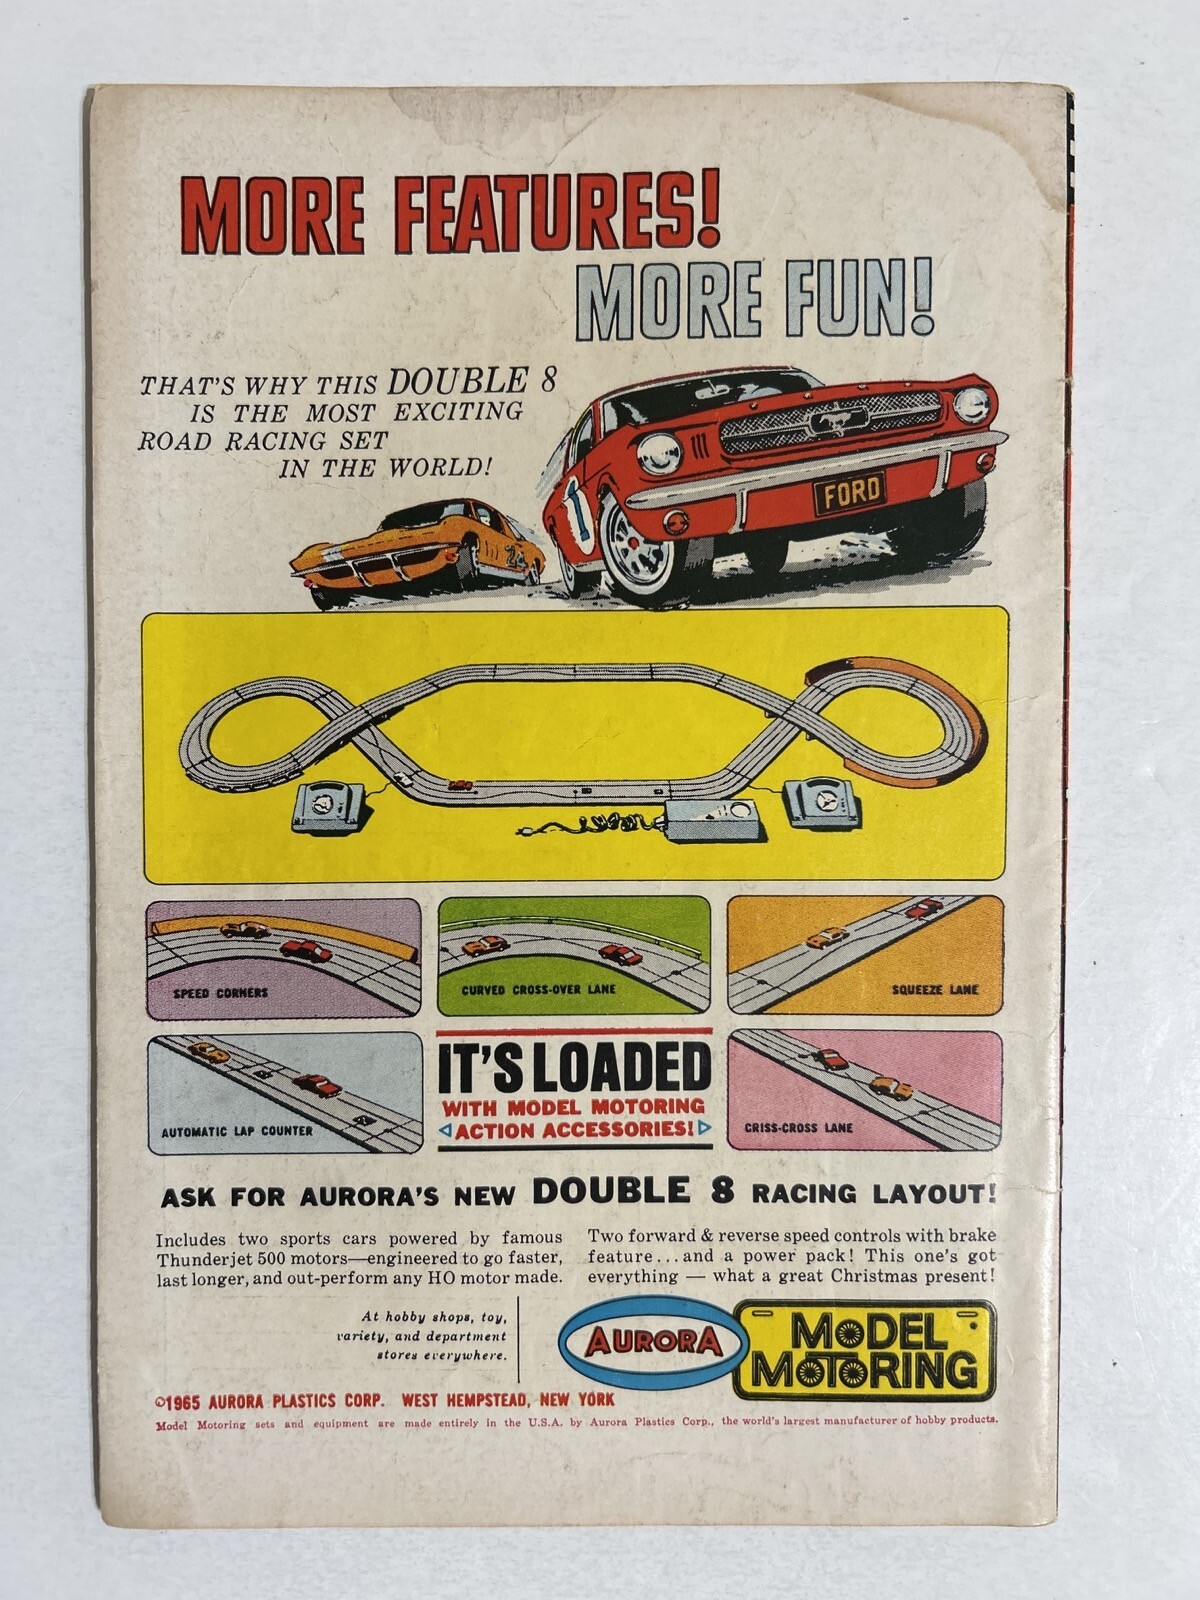 MORE FEATURES!
MORE FUN!
THAT'S WHY THIS DOUBLE 8
IS THE MOST EXCITING
ROAD RACING SET
IN THE WORLD!
FORD
1
24
SPEED CORNERS
CURVED CROSS-OVER LANE
SQUEEZE LANE
AUTOMATIC LAP COUNTER
IT'S LOADED
WITH MODEL MOTORING
ACTION ACCESSORIES!
CRISS-CROSS LANE
ASK FOR AURORA'S NEW DOUBLE 8 RACING LAYOUT!
Includes two sports cars powered by famous
Thunderjet 500 motors—engineered to go faster,
last longer, and out-perform any HO motor made.
Two forward & reverse speed controls with brake
feature...and a power pack! This one's got
everything — what a great Christmas present!
At hobby shops, toy,
variety, and department
stores everywhere.
AURORA
MODEL
MOTORING
©1965 AURORA PLASTICS CORP. WEST HEMPSTEAD, NEW YORK
Model Motoring sets and equipment are made entirely in the U.S.A. by Aurora Plastics Corp., the world's largest manufacturer of hobby products.